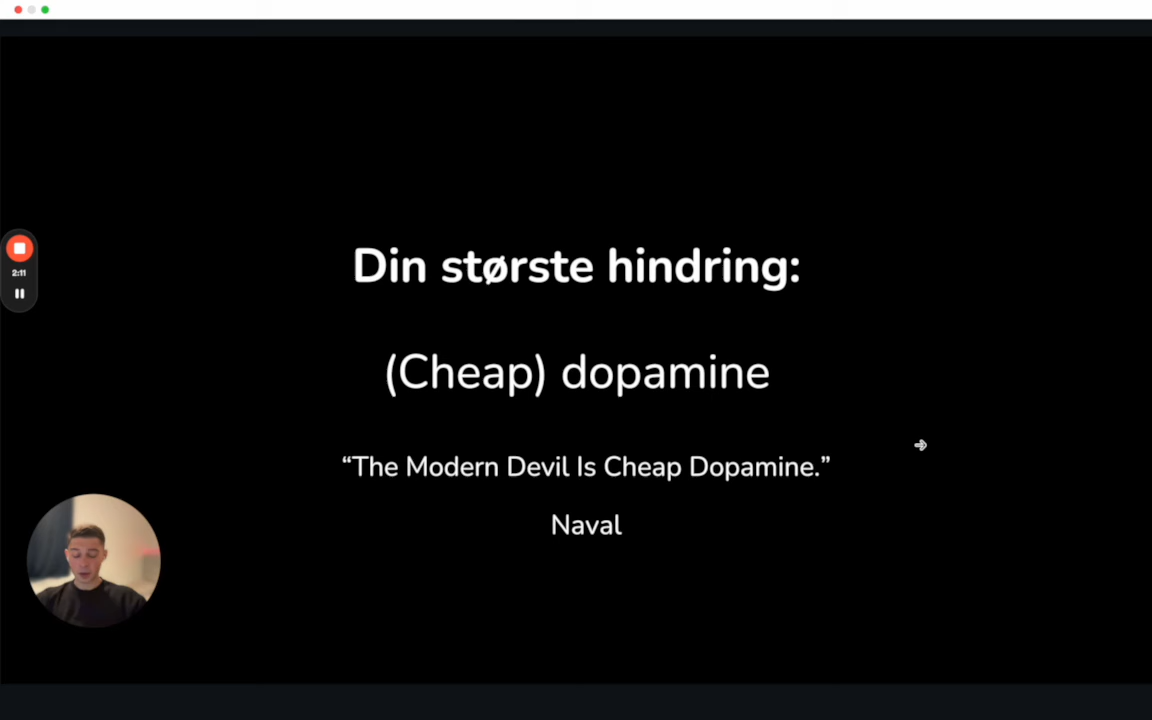 2:11
Din største hindring:
(Cheap) dopamine
“The Modern Devil Is Cheap Dopamine.”
Naval